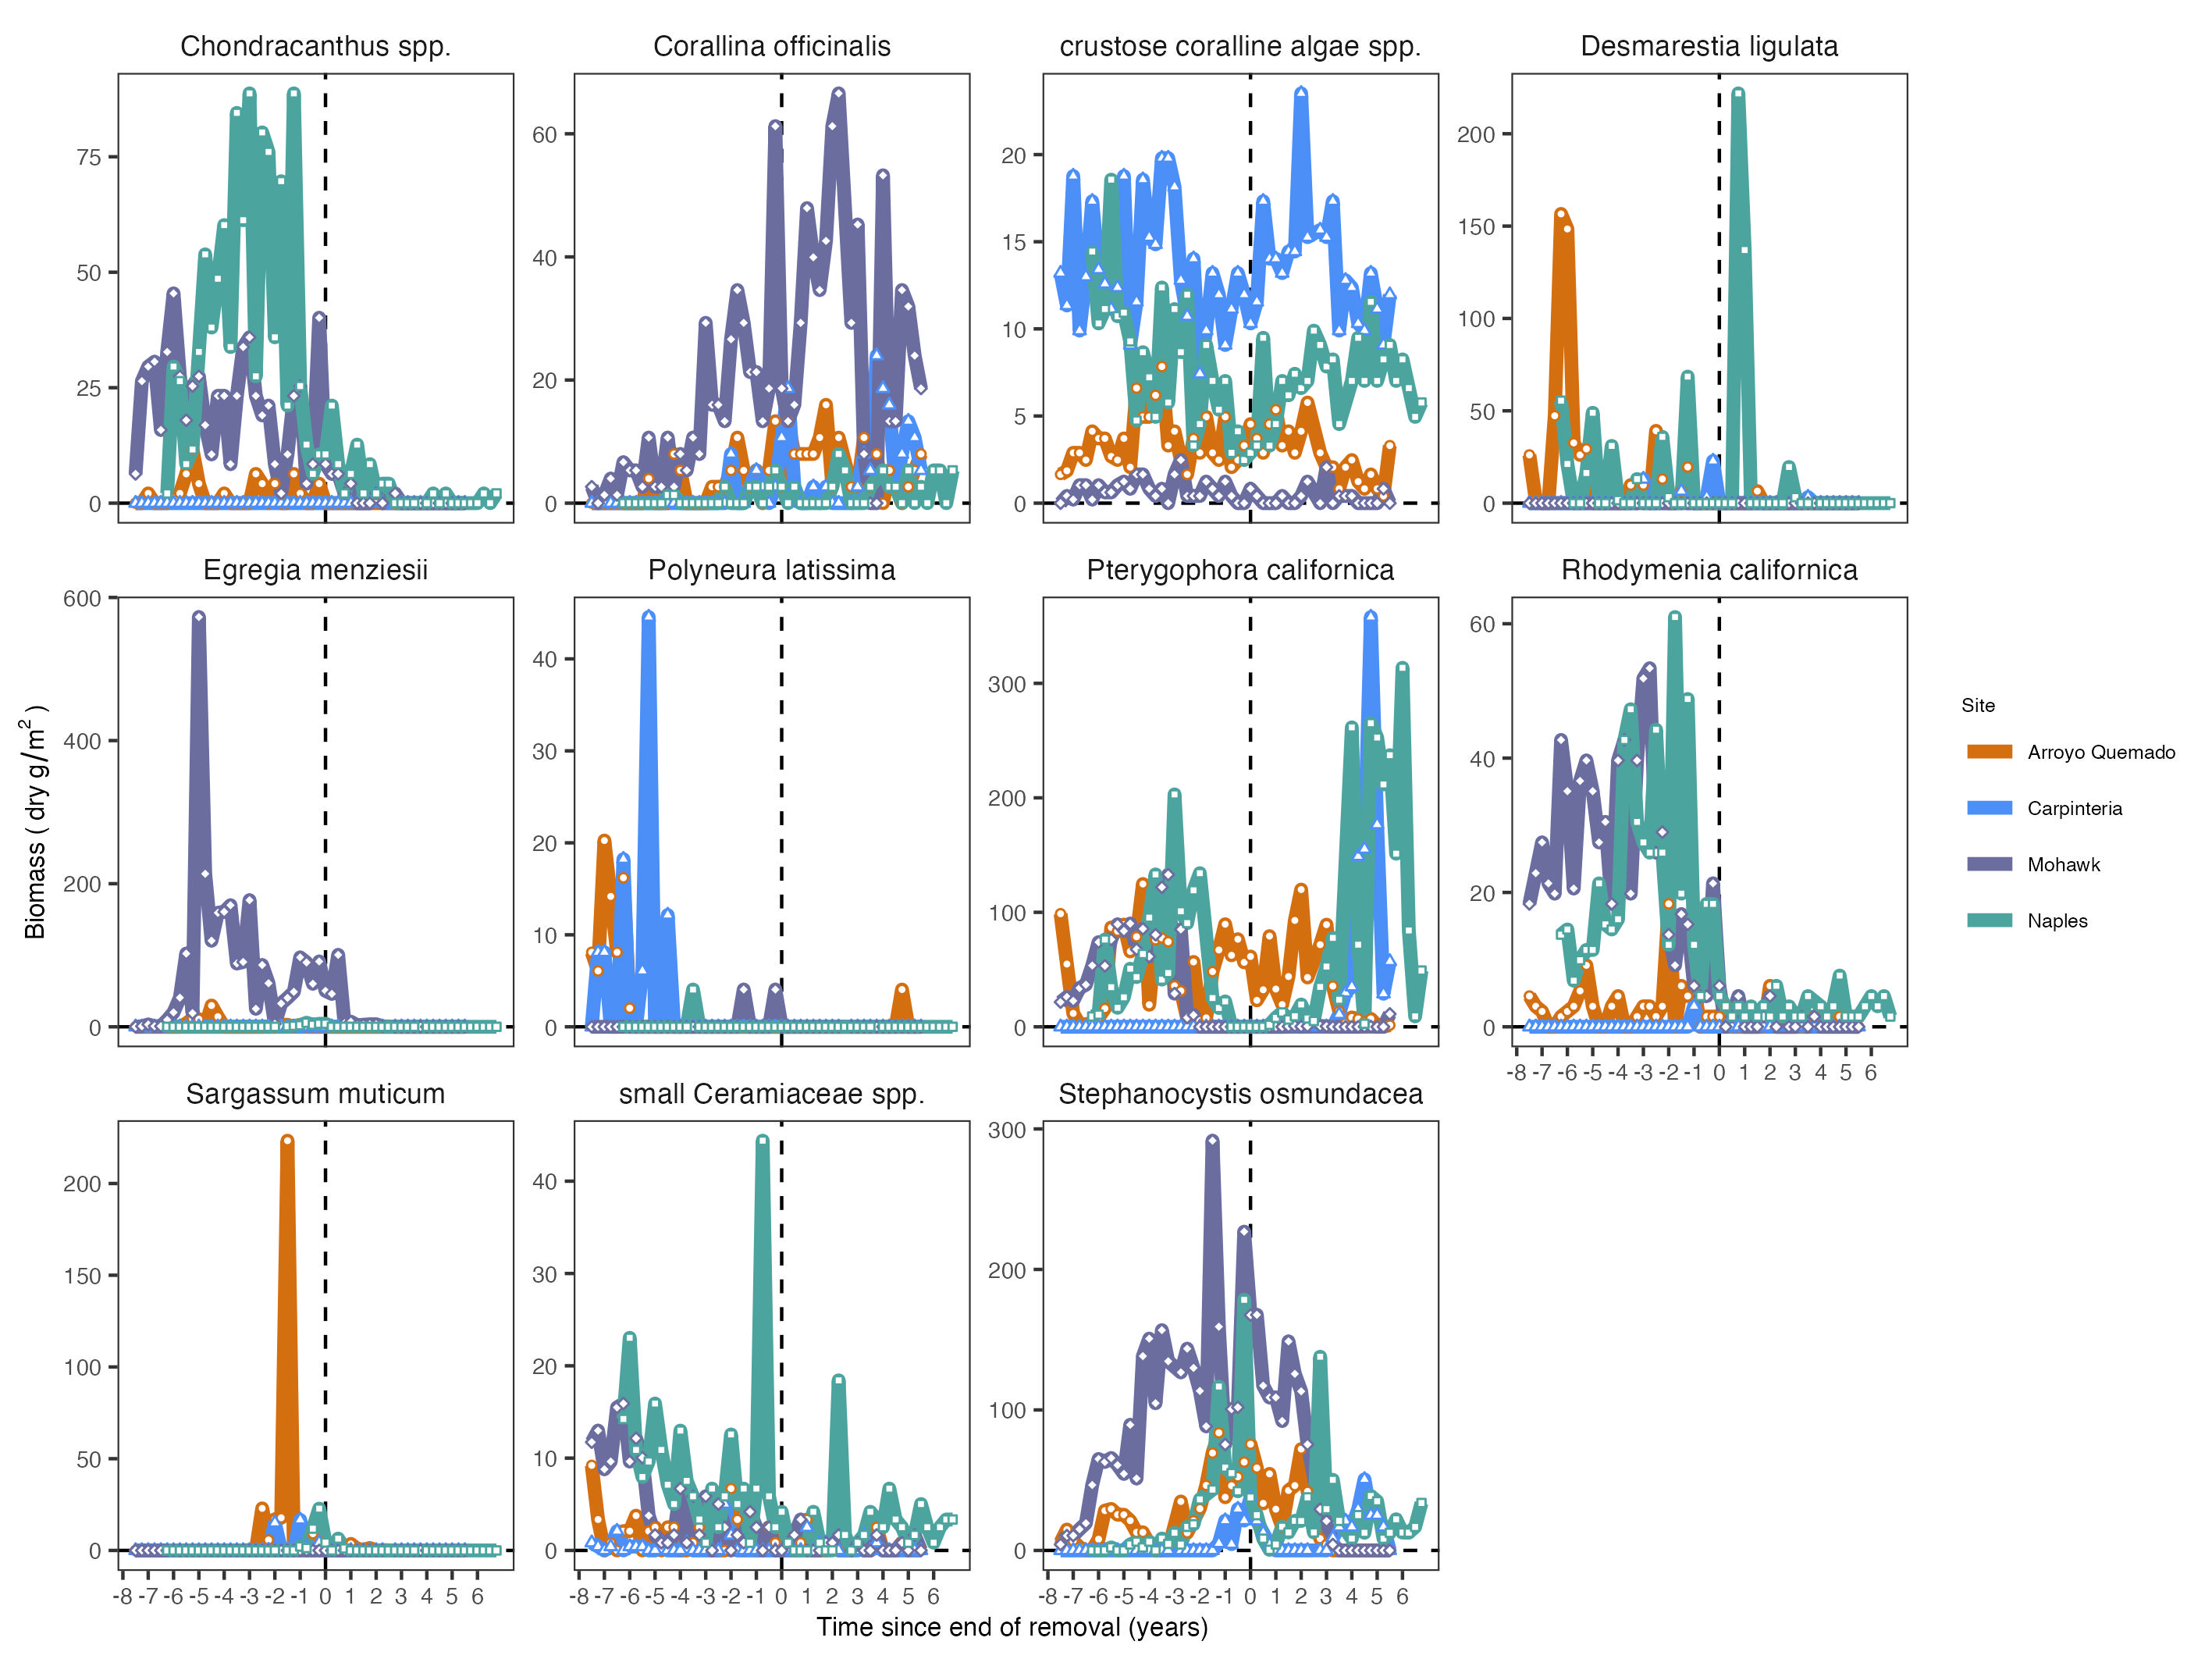 Chondracanthus spp.
Corallina officinalis
crustose coralline algae spp.
Desmarestia ligulata
75
50
25
0
60
40
20
0
20
15
10
5
0
200
150
100
50
0
Egregia menziesii
Polyneura latissima
Pterygophora californica
Rhodymenia californica
600
400
200
0
40
30
20
10
0
300
200
100
0
60
40
20
0
-8 -7 -6 -5 -4 -3 -2 -1 0 1 2 3 4 5 6
Sargassum muticum
small Ceramiaceae spp.
Stephanocystis osmundacea
200
150
100
50
0
40
30
20
10
0
300
200
100
0
-8 -7 -6 -5 -4 -3 -2 -1 0 1 2 3 4 5 6
-8 -7 -6 -5 -4 -3 -2 -1 0 1 2 3 4 5 6
-8 -7 -6 -5 -4 -3 -2 -1 0 1 2 3 4 5 6
Time since end of removal (years)
Biomass ( dry g/m² )
Site
Arroyo Quemado
Carpinteria
Mohawk
Naples